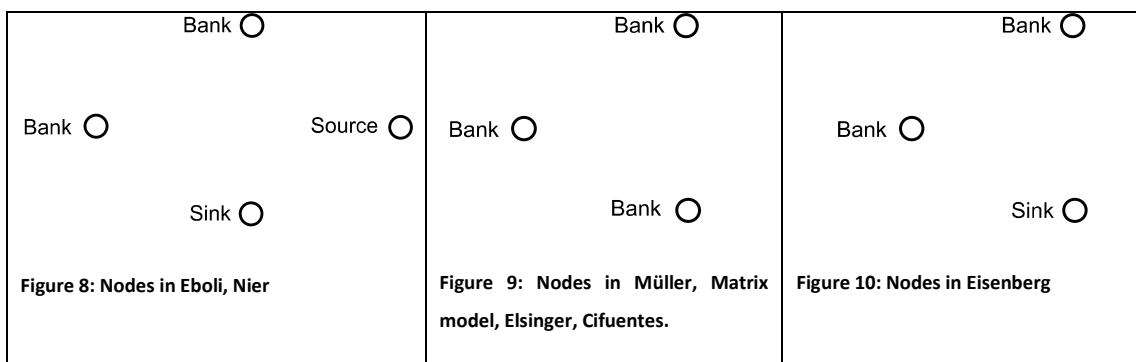 Bank
Bank
Source
Sink
Figure 8: Nodes in Eboli, Nier
Bank
Bank
Bank
Figure 9: Nodes in Müller, Matrix
model, Elsinger, Cifuentes.
Bank
Bank
Sink
Figure 10: Nodes in Eisenberg